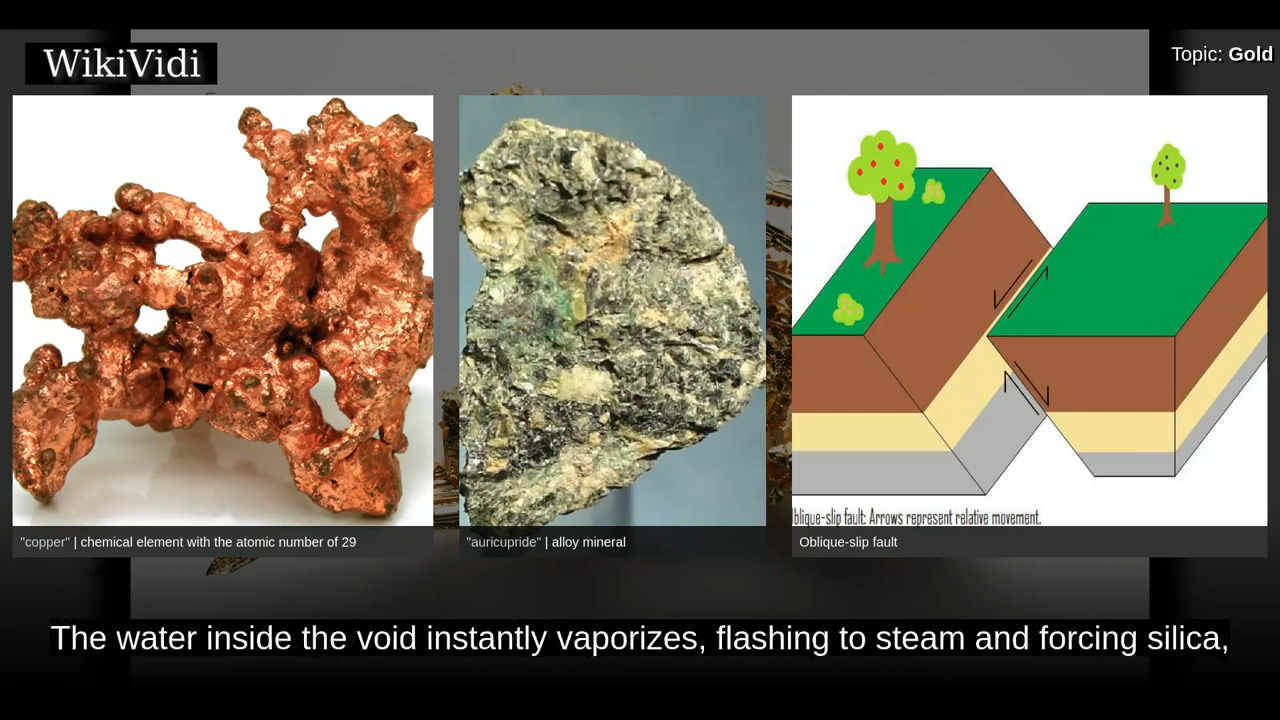 WikiVidi
Topic: Gold
Oblique-slip fault: Arrows represent relative movement.
"copper" | chemical element with the atomic number of 29
"auricupride" | alloy mineral
Oblique-slip fault
The water inside the void instantly vaporizes, flashing to steam and forcing silica,